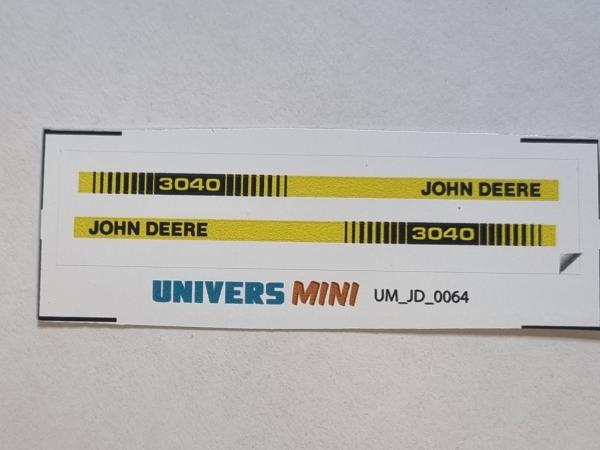 3040 JOHN DEERE
JOHN DEERE 3040
UNIVERS MINI UM_JD_0064